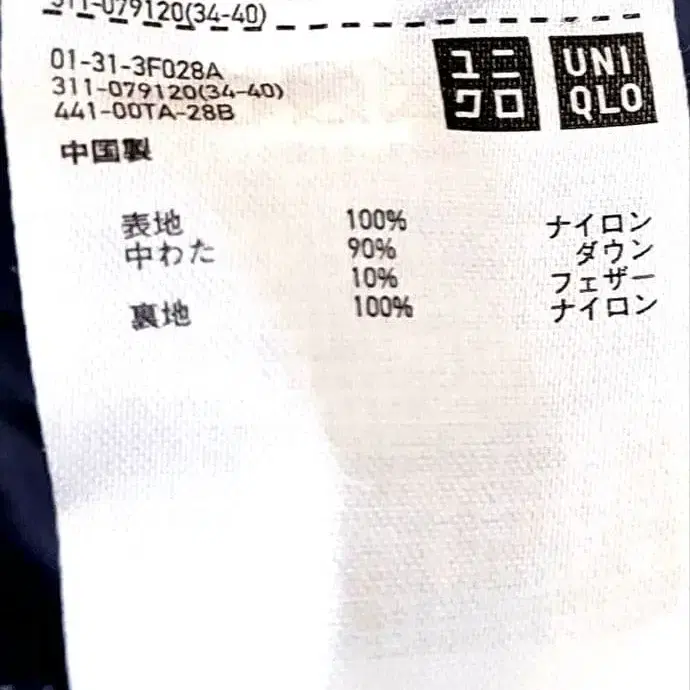 311-079120(34-40)
01-31-3F028A
311-079120(34-40)
441-00TA-28B
中国製
ユニ
クロ
UNI
QLO
表地 100% ナイロン
中わた 90% ダウン
10% フェザー
裏地 100% ナイロン